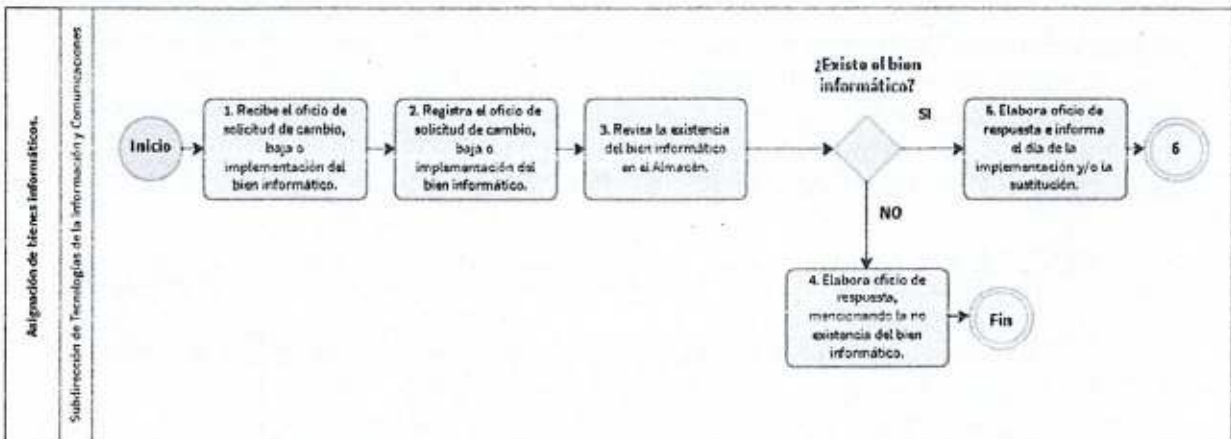 Asignación de bienes informáticos.
Subdirección de Tecnologías de la Información y Comunicaciones
Inicio
1. Recibe el oficio de
solicitud de cambio,
baja o
implementación del
bien informático.
2. Registra el oficio de
solicitud de cambio,
baja o
implementación del
bien informático.
3. Revisa la existencia
del bien informático
en el Almacén.
¿Existe el bien
informático?
SI
5. Elabora oficio de
respuesta e informa
el día de la
implementación y/o la
sustitución.
6
NO
4. Elabora oficio de
respuesta,
mencionando la no
existencia del bien
informático.
Fin